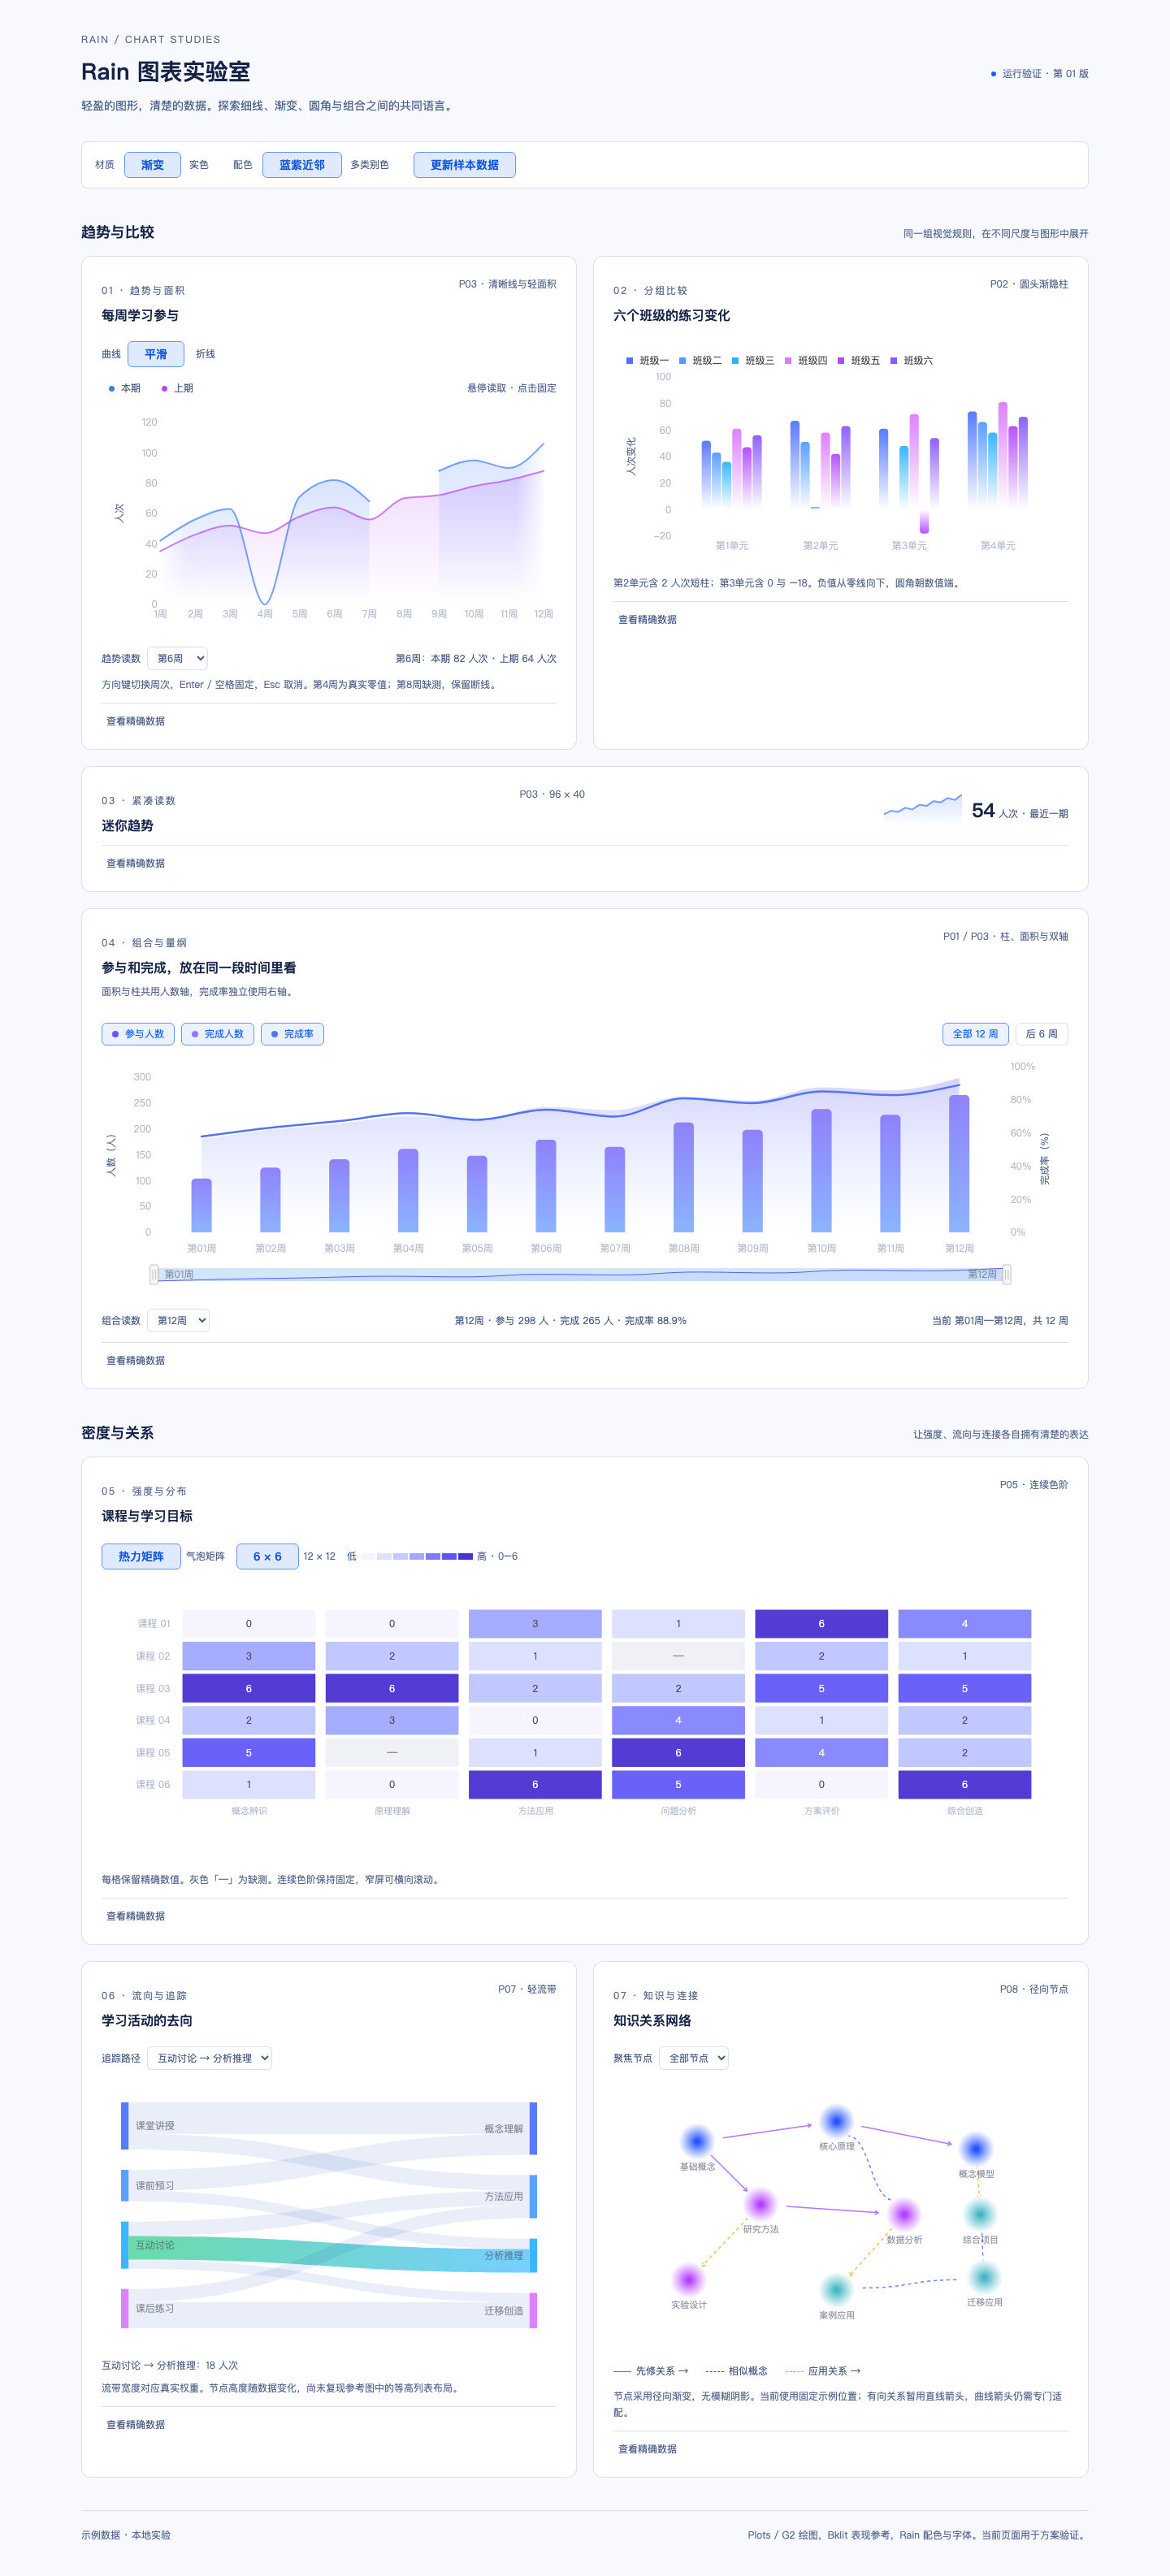 RAIN / CHART STUDIES
Rain 图表实验室
运行验证 · 第 01 版
轻盈的图形，清楚的数据。探索细线、渐变、圆角与组合之间的共同语言。
材质 渐变 实色 配色 蓝紫近邻 多类别色 更新样本数据
趋势与比较
同一组视觉规则，在不同尺度与图形中展开
01 · 趋势与面积
P03 · 清晰线与轻面积
每周学习参与
曲线 平滑 折线
本期 上期
悬停读取 · 点击固定
120
100
80
60
40
20
0
人次
1周 2周 3周 4周 5周 6周 7周 8周 9周 10周 11周 12周
趋势读数 第6周
第6周：本期 82 人次 · 上期 64 人次
方向键切换周次，Enter / 空格固定，Esc 取消。第4周为真实零值；第8周缺测，保留断线。
查看精确数据
02 · 分组比较
P02 · 圆头渐隐柱
六个班级的练习变化
班级一 班级二 班级三 班级四 班级五 班级六
100
80
60
40
20
0
−20
人次变化
第1单元 第2单元 第3单元 第4单元
第2单元含 2 人次短柱；第3单元含 0 与 −18。负值从零线向下，圆角朝数值端。
查看精确数据
03 · 紧凑读数
P03 · 96 × 40
迷你趋势
54 人次 · 最近一期
查看精确数据
04 · 组合与量纲
P01 / P03 · 柱、面积与双轴
参与和完成，放在同一段时间里看
面积与柱共用人数轴，完成率独立使用右轴。
参与人数 完成人数 完成率
全部 12 周 后 6 周
300
250
200
150
100
50
0
人数（人）
100%
80%
60%
40%
20%
0%
完成率（%）
第01周 第02周 第03周 第04周 第05周 第06周 第07周 第08周 第09周 第10周 第11周 第12周
第01周 第12周
组合读数 第12周
第12周 · 参与 298 人 · 完成 265 人 · 完成率 88.9%
当前 第01周—第12周，共 12 周
查看精确数据
密度与关系
让强度、流向与连接各自拥有清楚的表达
05 · 强度与分布
P05 · 连续色阶
课程与学习目标
热力矩阵 气泡矩阵 6 × 6 12 × 12 低 高 · 0—6
课程 01 0 0 3 1 6 4
课程 02 3 2 1 — 2 1
课程 03 6 6 2 2 5 5
课程 04 2 3 0 4 1 2
课程 05 5 — 1 6 4 2
课程 06 1 0 6 5 0 6
概念辨识 原理理解 方法应用 问题分析 方案评价 综合创造
每格保留精确数值。灰色「—」为缺测。连续色阶保持固定，窄屏可横向滚动。
查看精确数据
06 · 流向与追踪
P07 · 轻流带
学习活动的去向
追踪路径 互动讨论 → 分析推理
课堂讲授
课前预习
互动讨论
课后练习
概念理解
方法应用
分析推理
迁移创造
互动讨论 → 分析推理：18 人次
流带宽度对应真实权重。节点高度随数据变化，尚未复现参考图中的等高列表布局。
查看精确数据
07 · 知识与连接
P08 · 径向节点
知识关系网络
聚焦节点 全部节点
核心原理
基础概念
概念模型
研究方法
数据分析
综合项目
实验设计
案例应用
迁移应用
先修关系 → 相似概念 应用关系 →
节点采用径向渐变，无模糊阴影。当前使用固定示例位置；有向关系暂用直线箭头，曲线箭头仍需专门适
配。
查看精确数据
示例数据 · 本地实验
Plots / G2 绘图，Bklit 表现参考，Rain 配色与字体。当前页面用于方案验证。